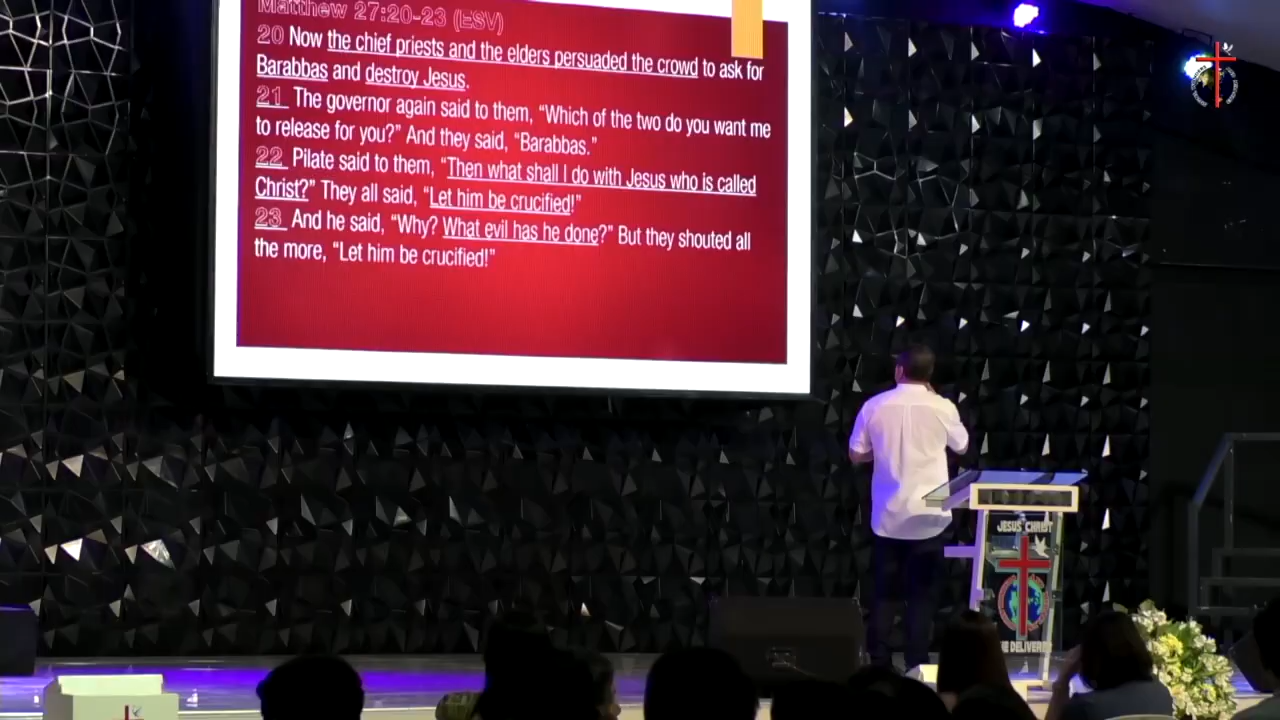 Matthew 27:20-23 (ESV)
20 Now the chief priests and the elders persuaded the crowd to ask for
Barabbas and destroy Jesus.
21 The governor again said to them, “Which of the two do you want me
to release for you?” And they said, “Barabbas.”
22 Pilate said to them, “Then what shall I do with Jesus who is called
Christ?” They all said, “Let him be crucified!”
23 And he said, “Why? What evil has he done?” But they shouted all
the more, “Let him be crucified!”
JESUS CHRIST